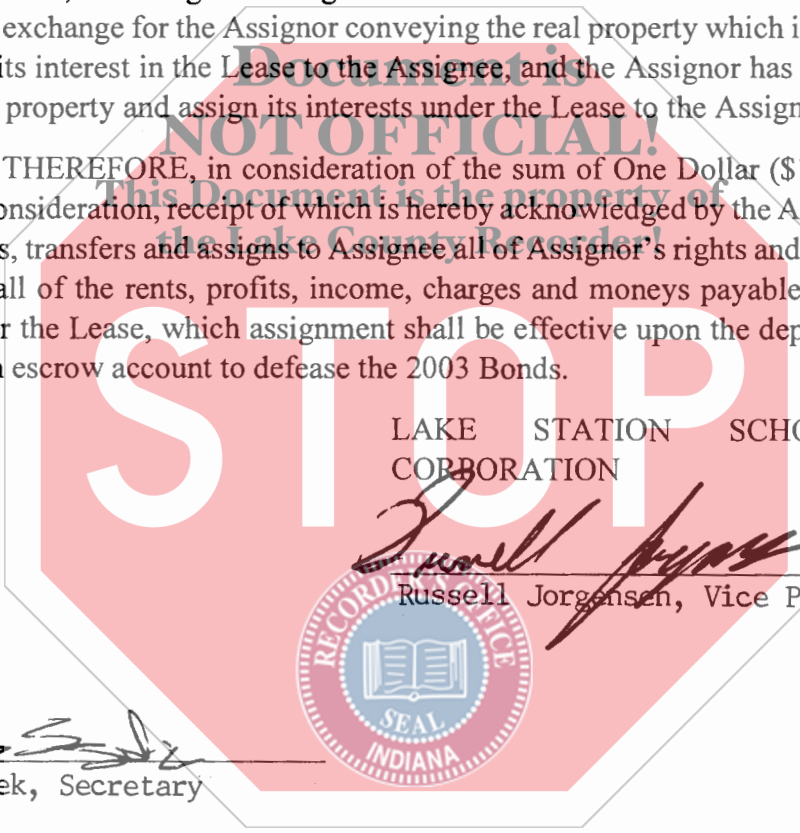 exchange for the Assignor conveying the real property which i
its interest in the Lease to the Assignee, and the Assignor has
property and assign its interests under the Lease to the Assign
Document is
NOT OFFICIAL!
This Document is the property of
the Lake County Recorder!
THEREFORE, in consideration of the sum of One Dollar ($
onsideration, receipt of which is hereby acknowledged by the A
s, transfers and assigns to Assignee all of Assignor's rights and
all of the rents, profits, income, charges and moneys payable
r the Lease, which assignment shall be effective upon the dep
escrow account to defease the 2003 Bonds.
STOP
LAKE STATION SCHO
CORPORATION
Russell Jorgensen
Russell Jorgensen, Vice P
RECORDER'S OFFICE
SEAL
INDIANA
ek, Secretary